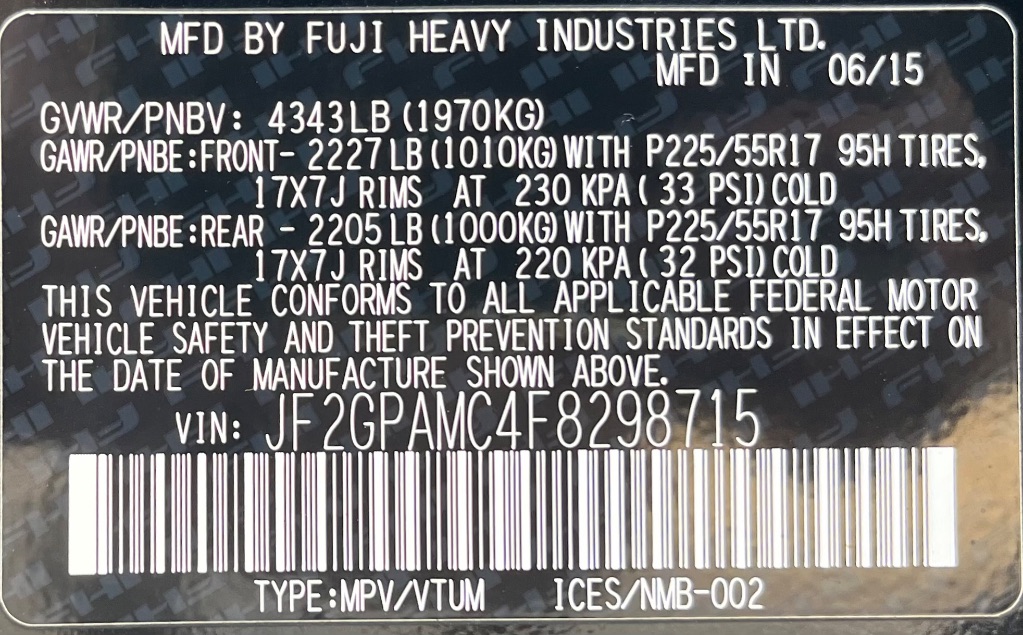 MFD BY FUJI HEAVY INDUSTRIES LTD.
MFD IN 06/15
GVWR/PNBV: 4343LB (1970KG)
GAWR/PNBE:FRONT- 2227 LB (1010KG) WITH P225/55R17 95H TIRES,
17X7J RIMS AT 230 KPA ( 33 PSI) COLD
GAWR/PNBE:REAR - 2205 LB (1000KG) WITH P225/55R17 95H TIRES,
17X7J RIMS AT 220 KPA ( 32 PSI) COLD
THIS VEHICLE CONFORMS TO ALL APPLICABLE FEDERAL MOTOR
VEHICLE SAFETY AND THEFT PREVENTION STANDARDS IN EFFECT ON
THE DATE OF MANUFACTURE SHOWN ABOVE.
VIN: JF2GPAMC4F8298715
TYPE:MPV/VTUM ICES/NMB-002